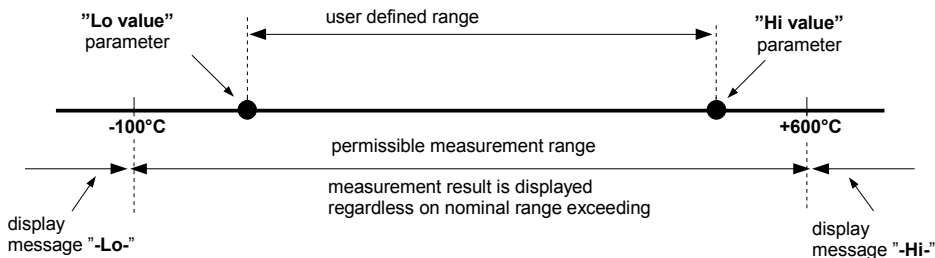 ”Lo value”
parameter
user defined range
”Hi value”
parameter
-100°C
+600°C
permissible measurement range
measurement result is displayed
regardless on nominal range exceeding
display
message ”-Lo-”
display
message ”-Hi-”